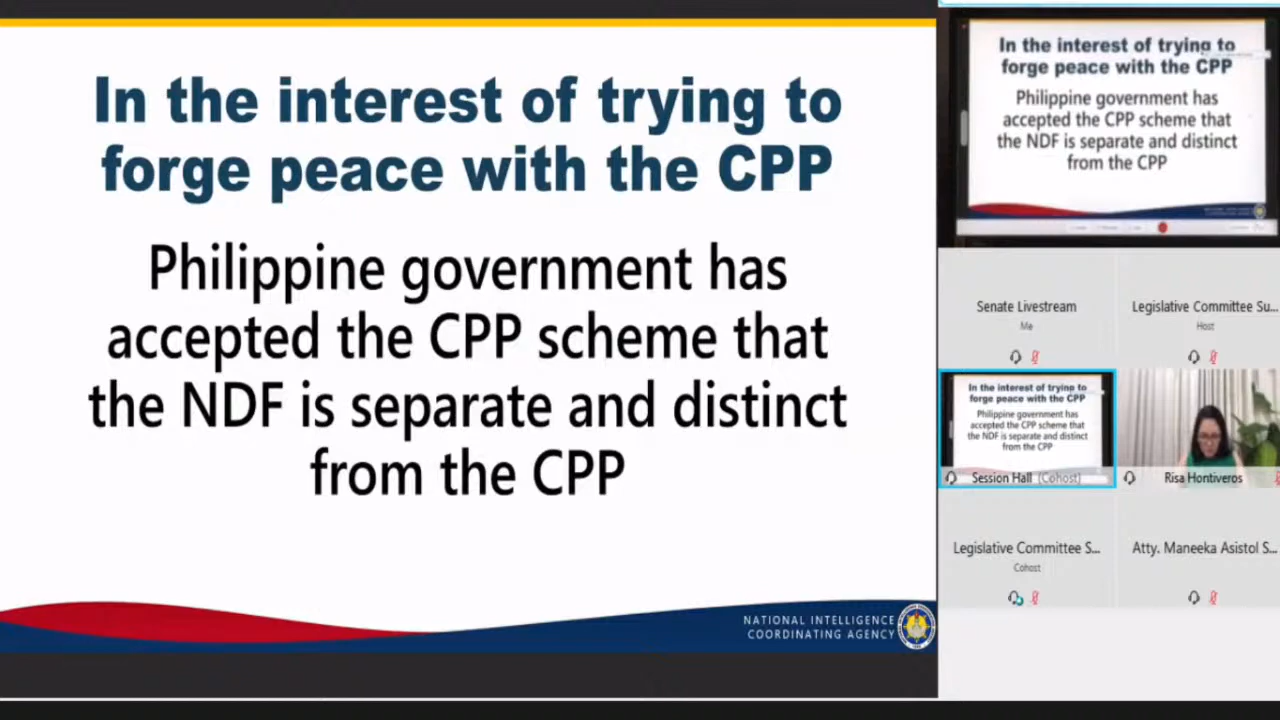 In the interest of trying to
forge peace with the CPP
Philippine government has
accepted the CPP scheme that
the NDF is separate and distinct
from the CPP
NATIONAL INTELLIGENCE
COORDINATING AGENCY
In the interest of trying to
forge peace with the CPP
Philippine government has
accepted the CPP scheme that
the NDF is separate and distinct
from the CPP
Senate Livestream
Me
Legislative Committee Su...
Host
In the interest of trying to
forge peace with the CPP
Philippine government has
accepted the CPP scheme that
the NDF is separate and distinct
from the CPP
Session Hall (Cohost)
Risa Hontiveros
Legislative Committee S...
Cohost
Atty. Maneeka Asistol S...